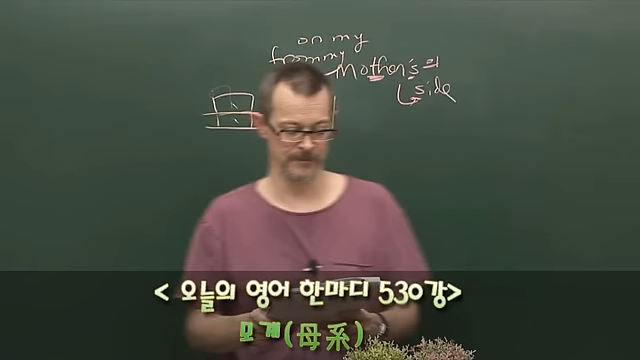 on my
from my
Mother's 의
side
< 오늘의 영어 한마디 530강>
모계(母系)